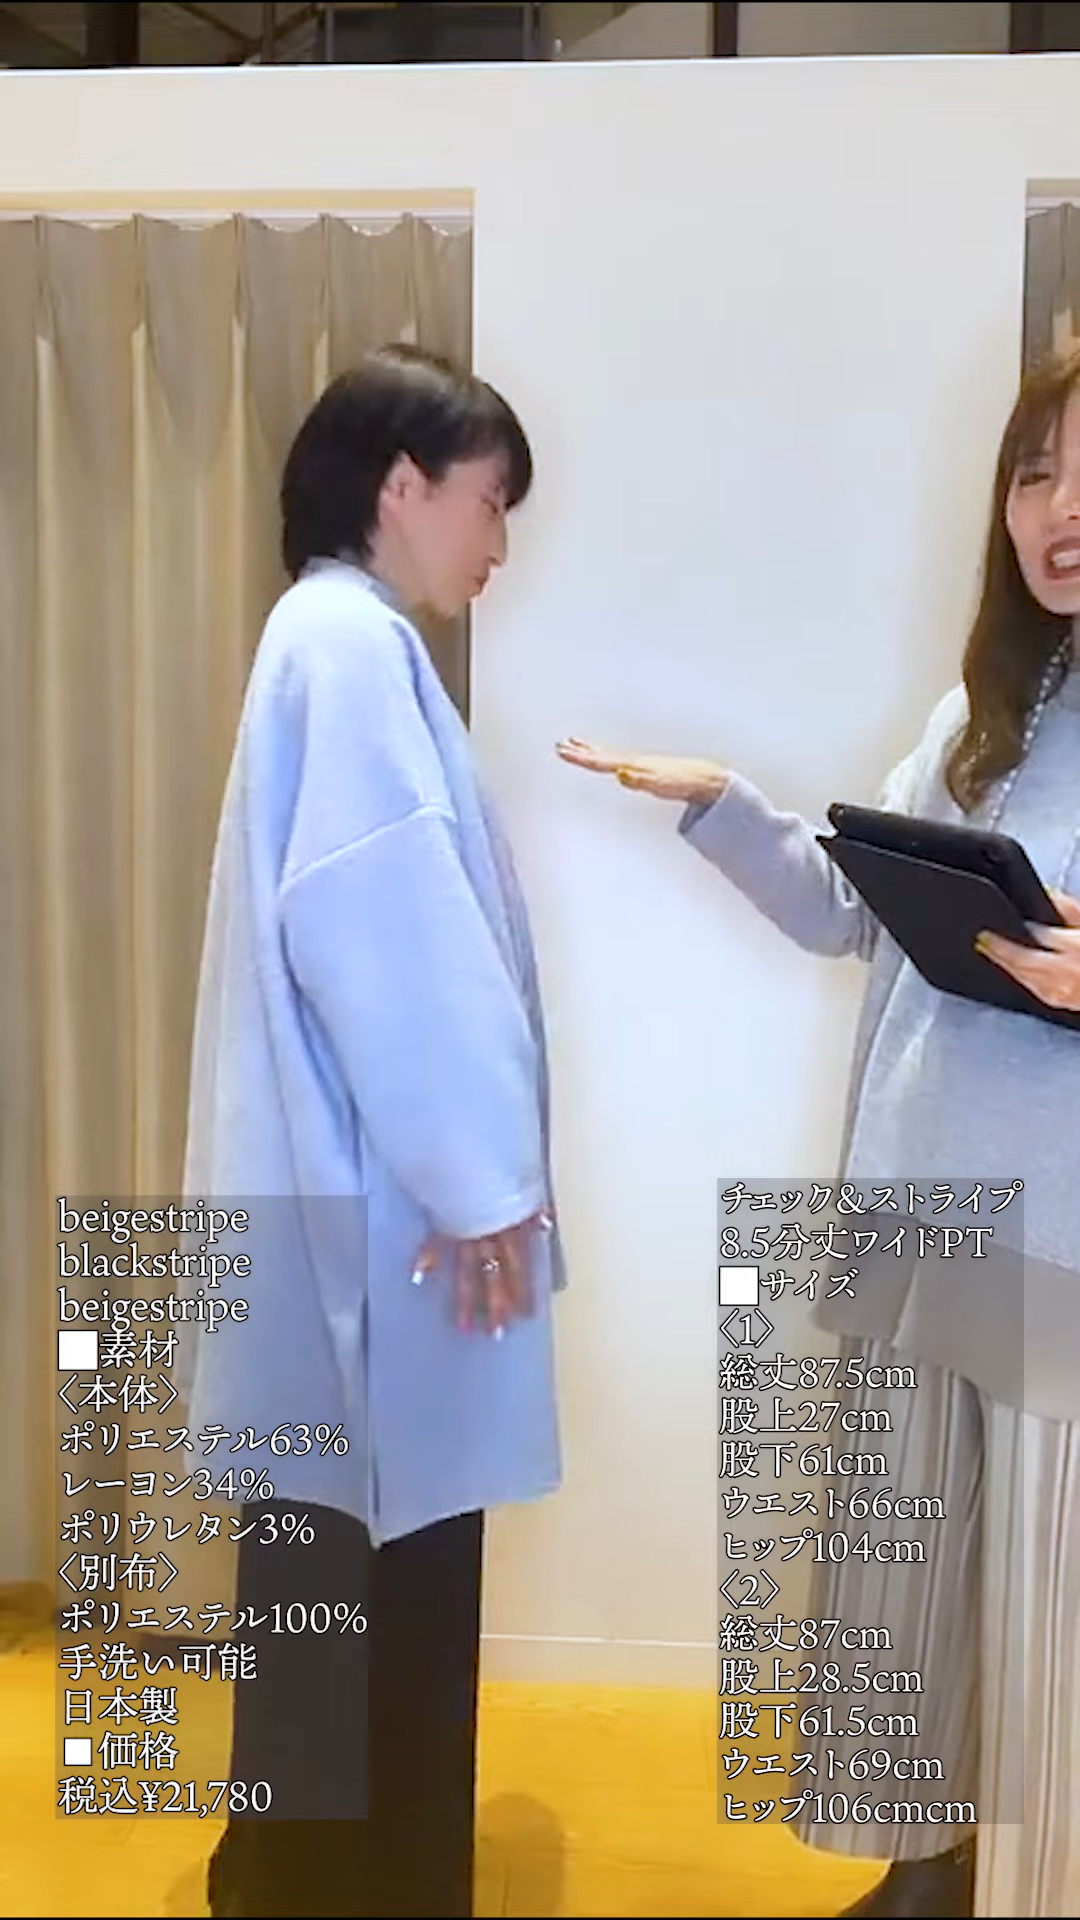 beigestripe
blackstripe
beigestripe
■素材
〈本体〉
ポリエステル63%
レーヨン34%
ポリウレタン3%
〈別布〉
ポリエステル100%
手洗い可能
日本製
■価格
税込¥21,780
チェック&ストライプ
8.5分丈ワイドPT
■サイズ
〈1〉
総丈87.5cm
股上27cm
股下61cm
ウエスト66cm
ヒップ104cm
〈2〉
総丈87cm
股上28.5cm
股下61.5cm
ウエスト69cm
ヒップ106cmcm